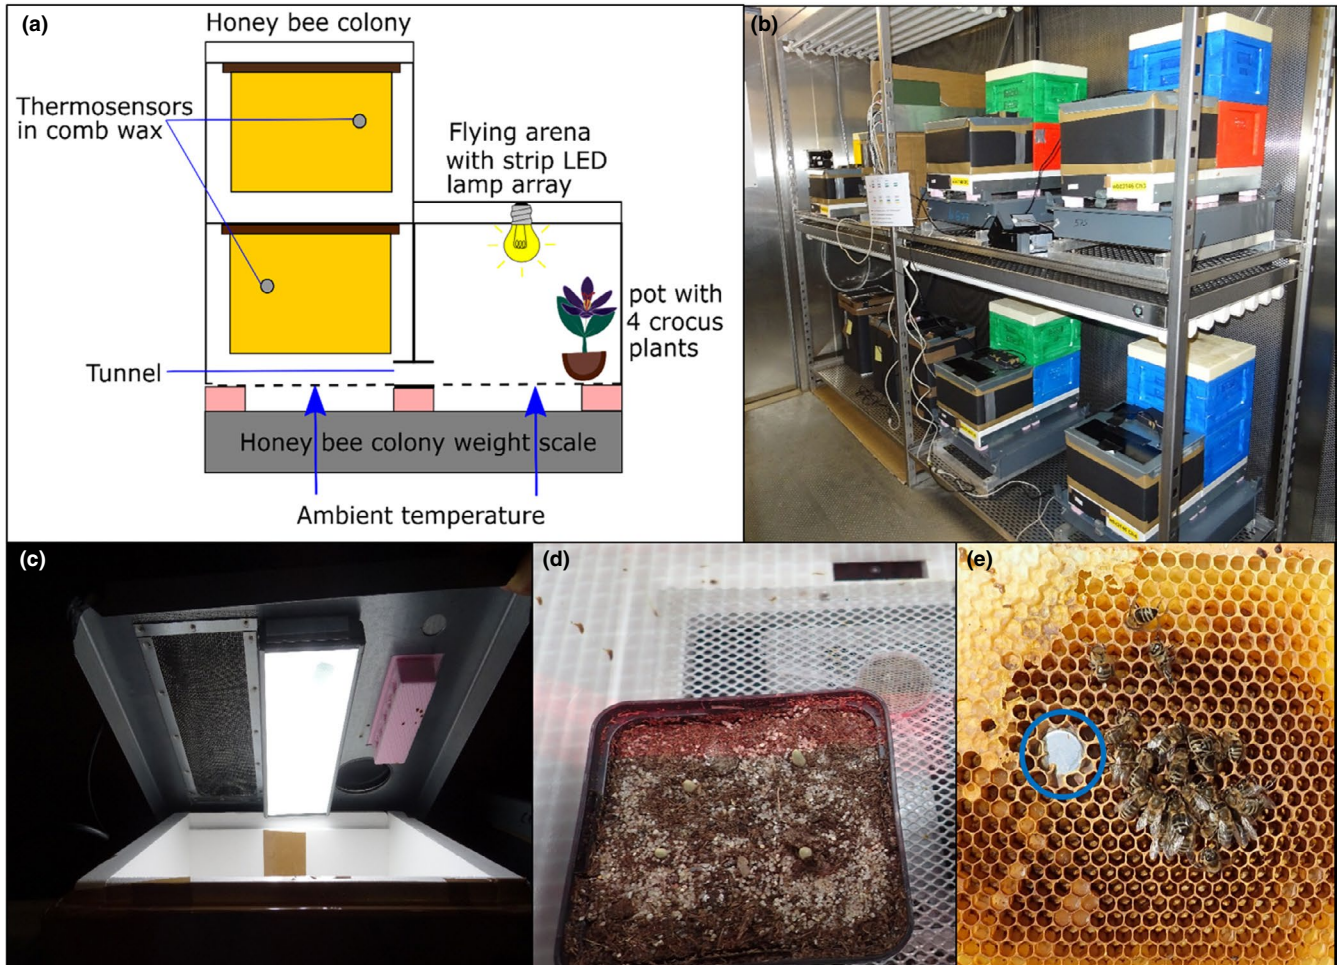 (a)
Honey bee colony
Thermosensors
in comb wax
Flying arena
with strip LED
lamp array
pot with
4 crocus
plants
Tunnel
Honey bee colony weight scale
Ambient temperature
(b)
(c)
(d)
(e)